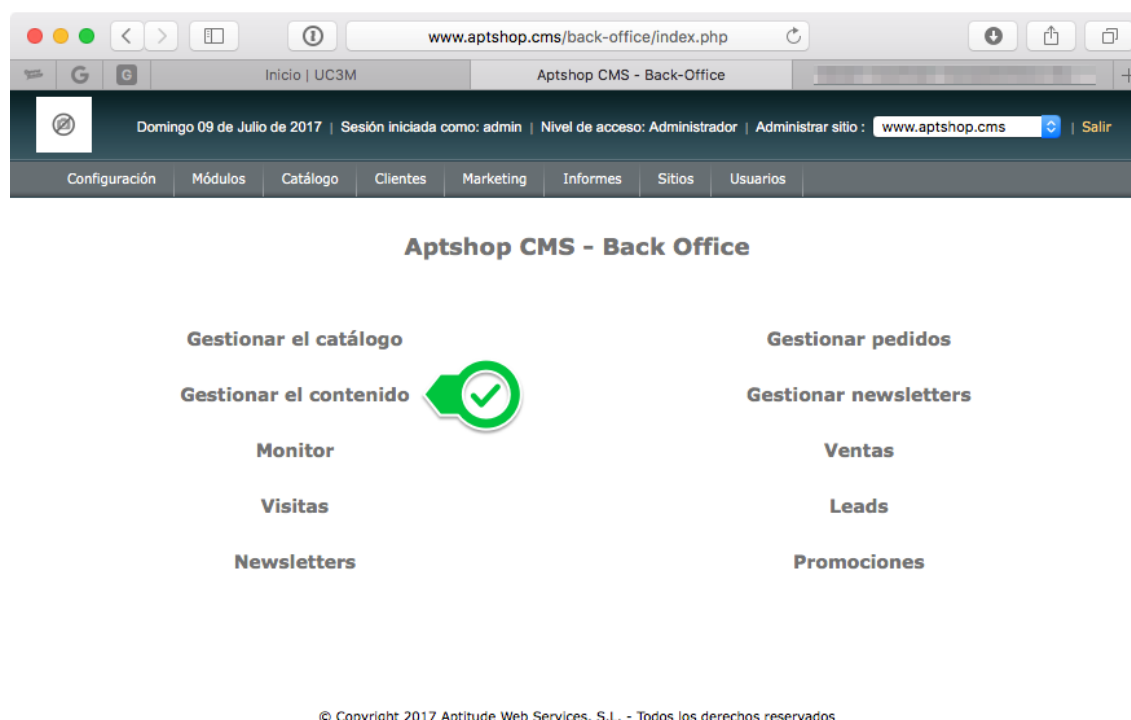 www.aptshop.cms/back-office/index.php
G G Inicio | UC3M Aptshop CMS - Back-Office
Domingo 09 de Julio de 2017 | Sesión iniciada como: admin | Nivel de acceso: Administrador | Administrar sitio : www.aptshop.cms | Salir
Configuración Módulos Catálogo Clientes Marketing Informes Sitios Usuarios
Aptshop CMS - Back Office
Gestionar el catálogo Gestionar pedidos
Gestionar el contenido Gestionar newsletters
Monitor Ventas
Visitas Leads
Newsletters Promociones
© Copyright 2017 Aptitude Web Services, S.L. - Todos los derechos reservados